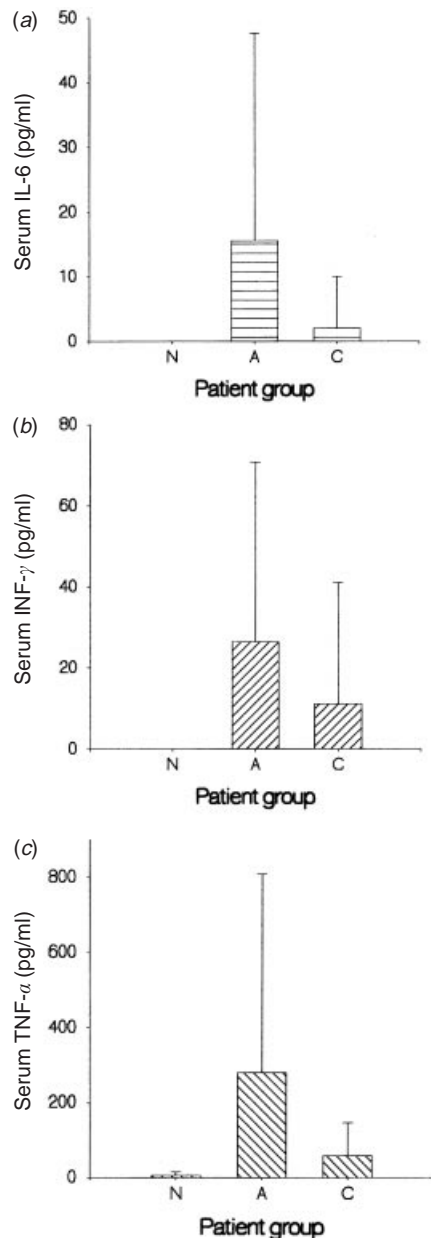 (a)
Serum IL-6 (pg/ml)
50
40
30
20
10
0
N A C
Patient group
(b)
Serum INF-γ (pg/ml)
80
60
40
20
0
N A C
Patient group
(c)
Serum TNF-α (pg/ml)
800
600
400
200
0
N A C
Patient group